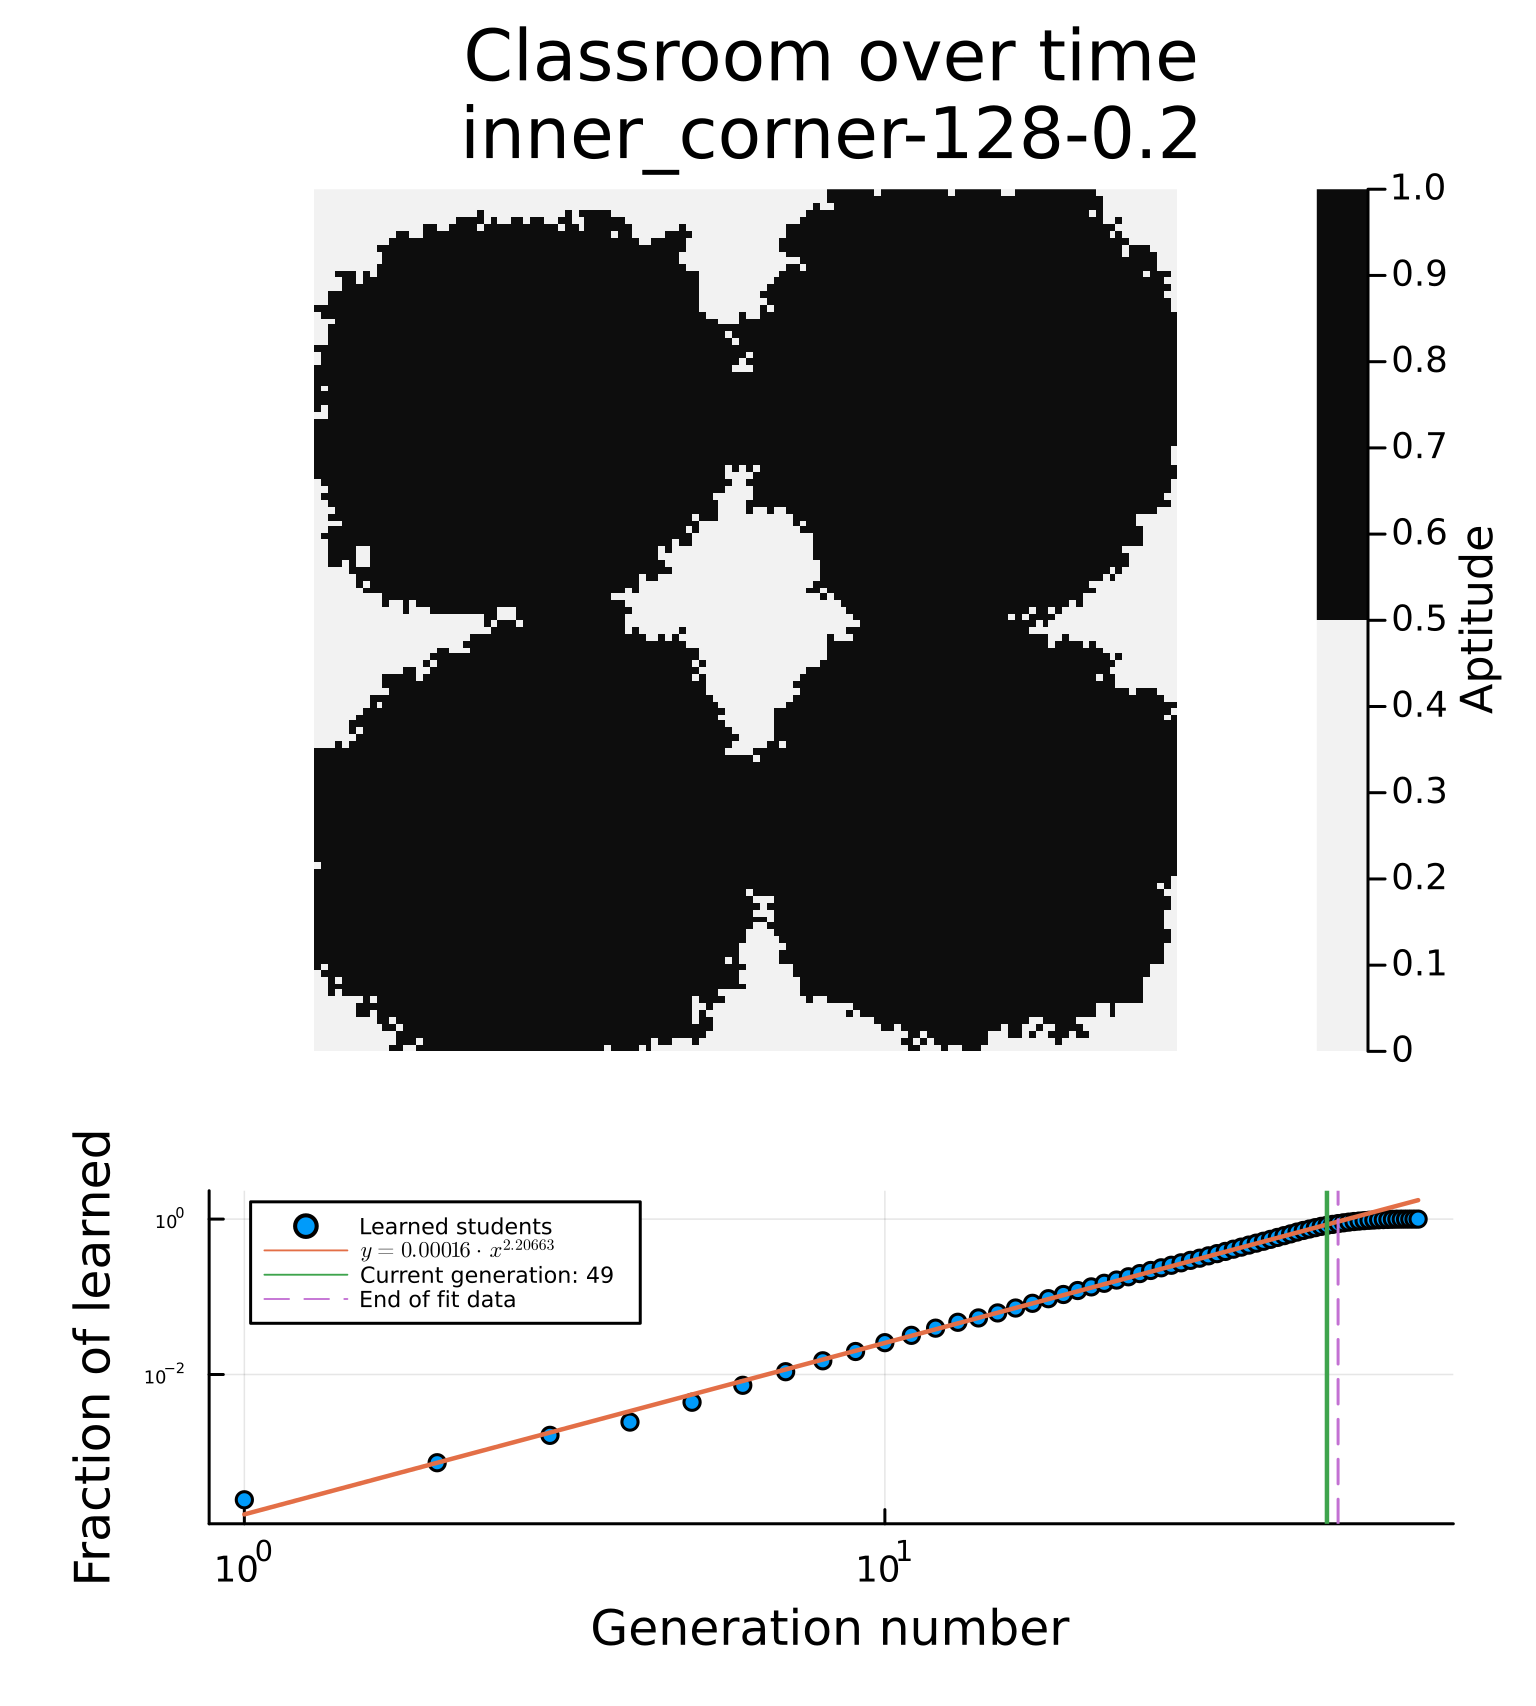 Classroom over time
inner_corner-128-0.2
1.0
0.9
0.8
0.7
0.6
0.5
0.4
0.3
0.2
0.1
0
Aptitude
Fraction of learned
10^0
10^-2
Learned students
y = 0.00016 · x^2.20663
Current generation: 49
End of fit data
10^0
10^1
Generation number